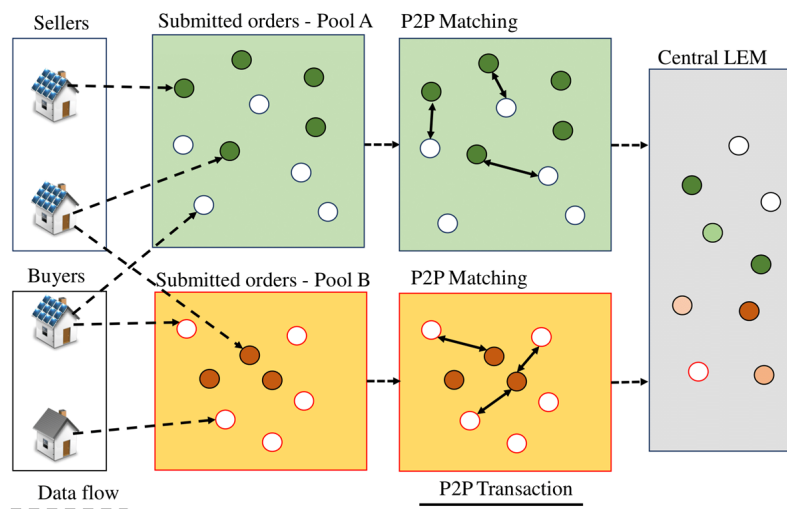 Sellers
Submitted orders - Pool A
P2P Matching
Central LEM
Buyers
Submitted orders - Pool B
P2P Matching
Data flow
P2P Transaction